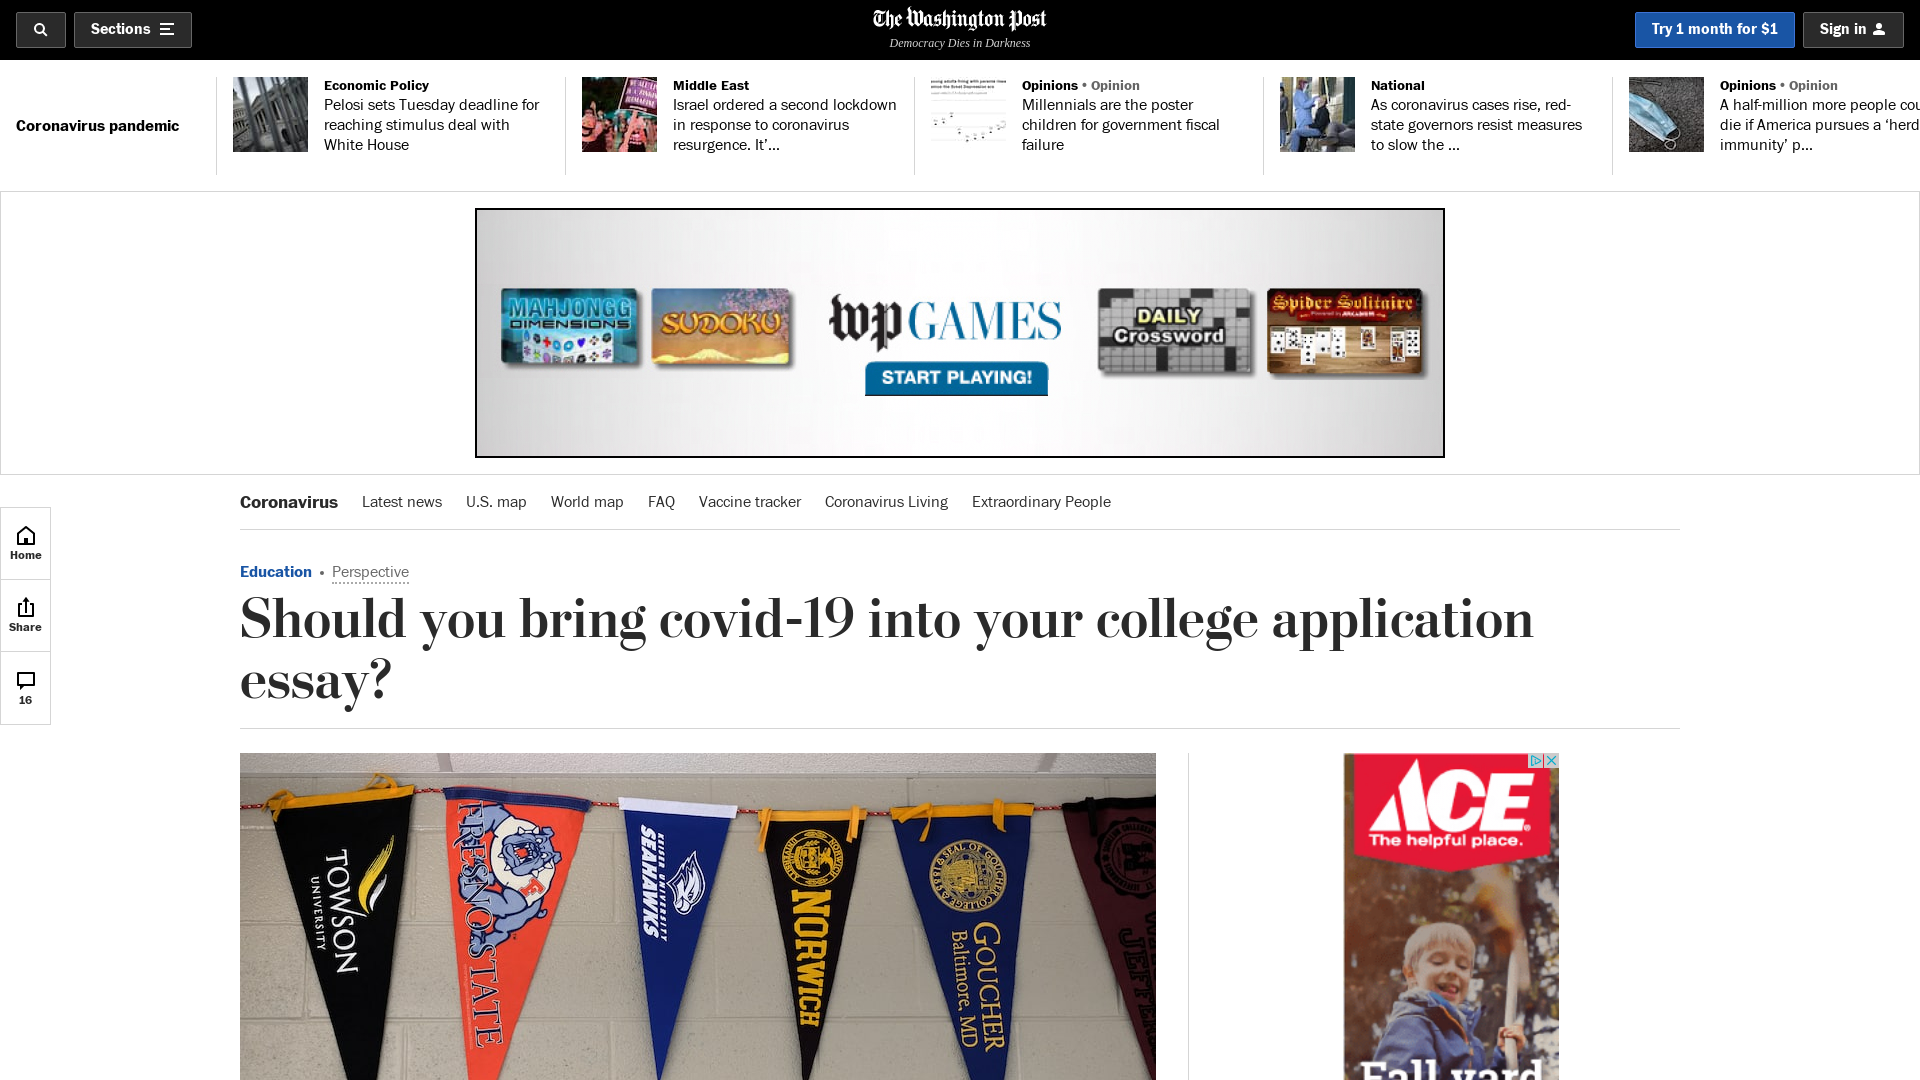 Sections
The Washington Post
Democracy Dies in Darkness
Try 1 month for $1
Sign in
Coronavirus pandemic
Economic Policy
Pelosi sets Tuesday deadline for
reaching stimulus deal with
White House
Middle East
Israel ordered a second lockdown
in response to coronavirus
resurgence. It’...
Opinions • Opinion
Millennials are the poster
children for government fiscal
failure
National
As coronavirus cases rise, red-
state governors resist measures
to slow the ...
Opinions • Opinion
A half-million more people cou
die if America pursues a ‘herd
immunity’ p...
MAHJONGG
DIMENSIONS
SUDOKU
wp GAMES
START PLAYING!
DAILY
Crossword
Spider Solitaire
Coronavirus
Latest news
U.S. map
World map
FAQ
Vaccine tracker
Coronavirus Living
Extraordinary People
Home
Share
16
Education • Perspective
Should you bring covid-19 into your college application
essay?
TOWSON
UNIVERSITY
FRESNO STATE
KEISER UNIVERSITY
SEAHAWKS
NORWICH
SEAL OF GOUCHER COLLEGE
GOUCHER
Baltimore, MD
JEFFER
ACE
The helpful place.
Fall yard